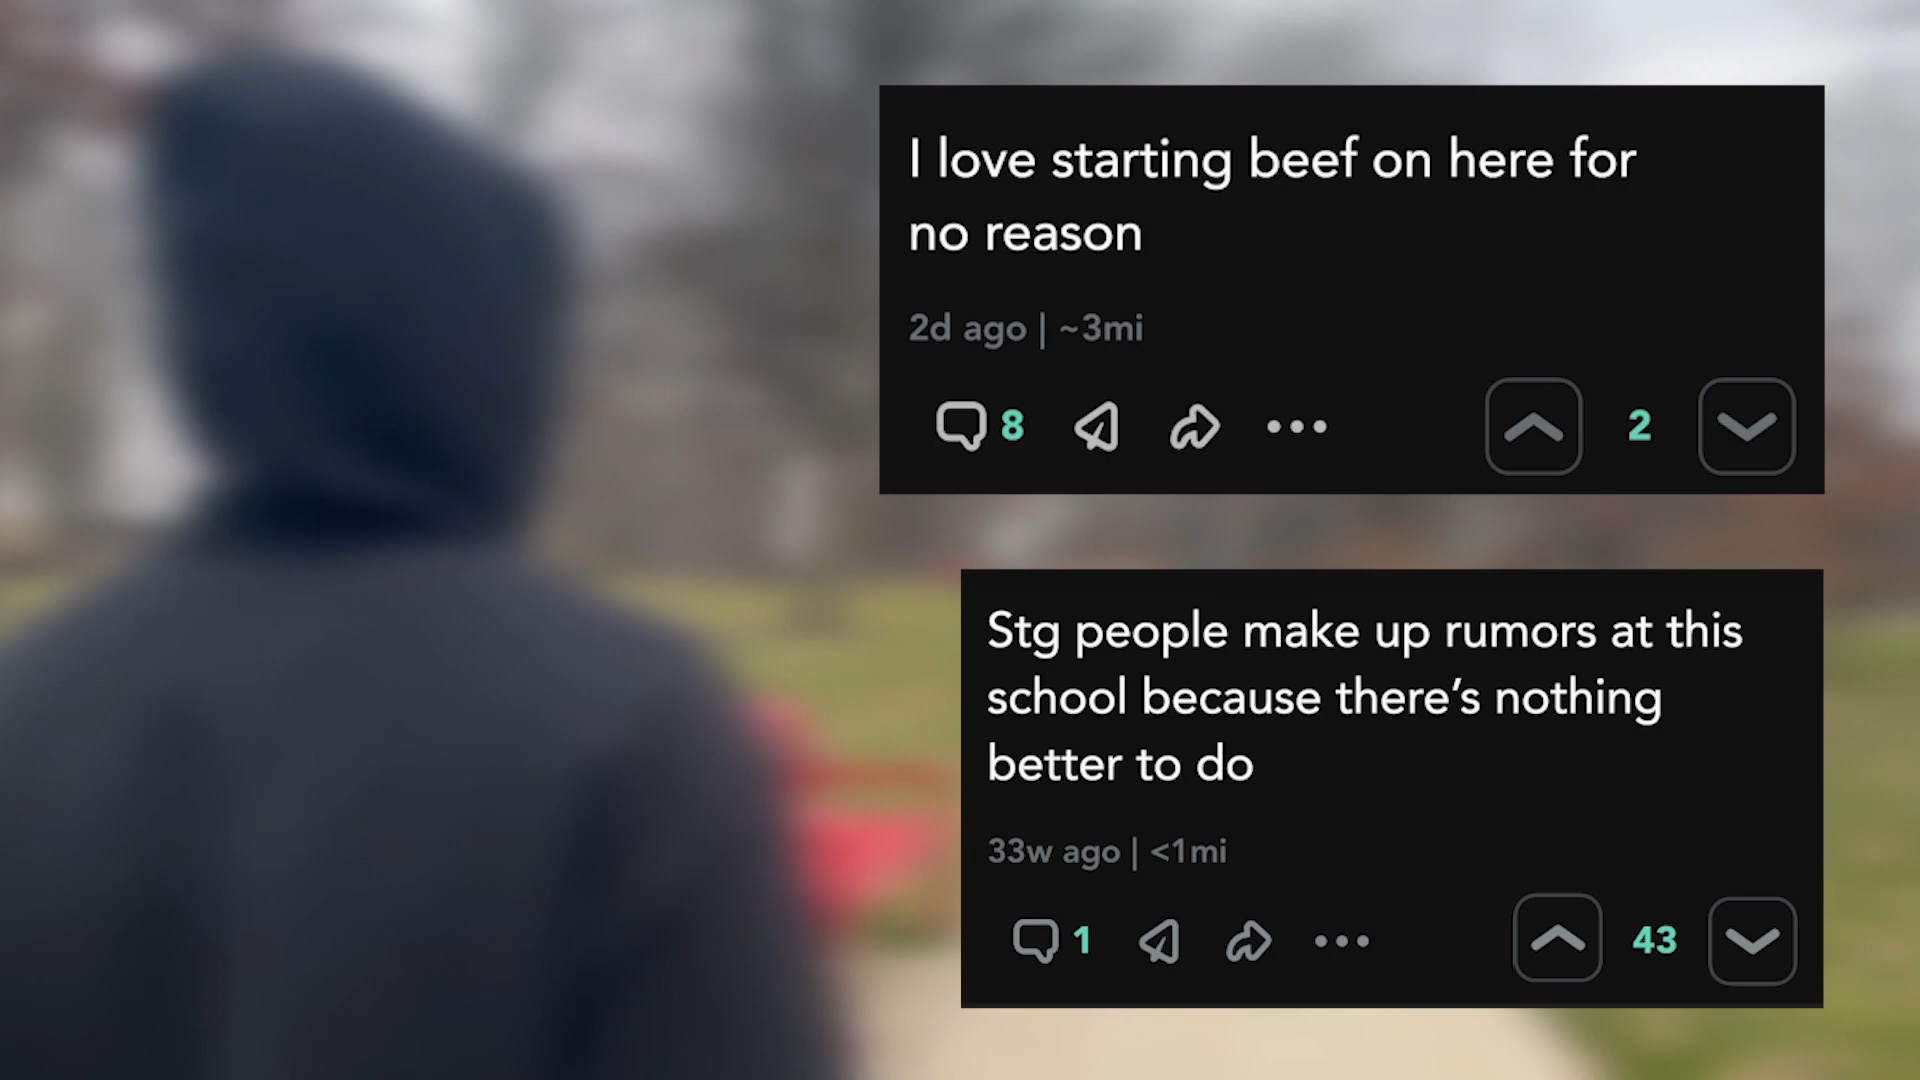 I love starting beef on here for
no reason
2d ago | ~3mi
8
2
Stg people make up rumors at this
school because there’s nothing
better to do
33w ago | <1mi
1
43